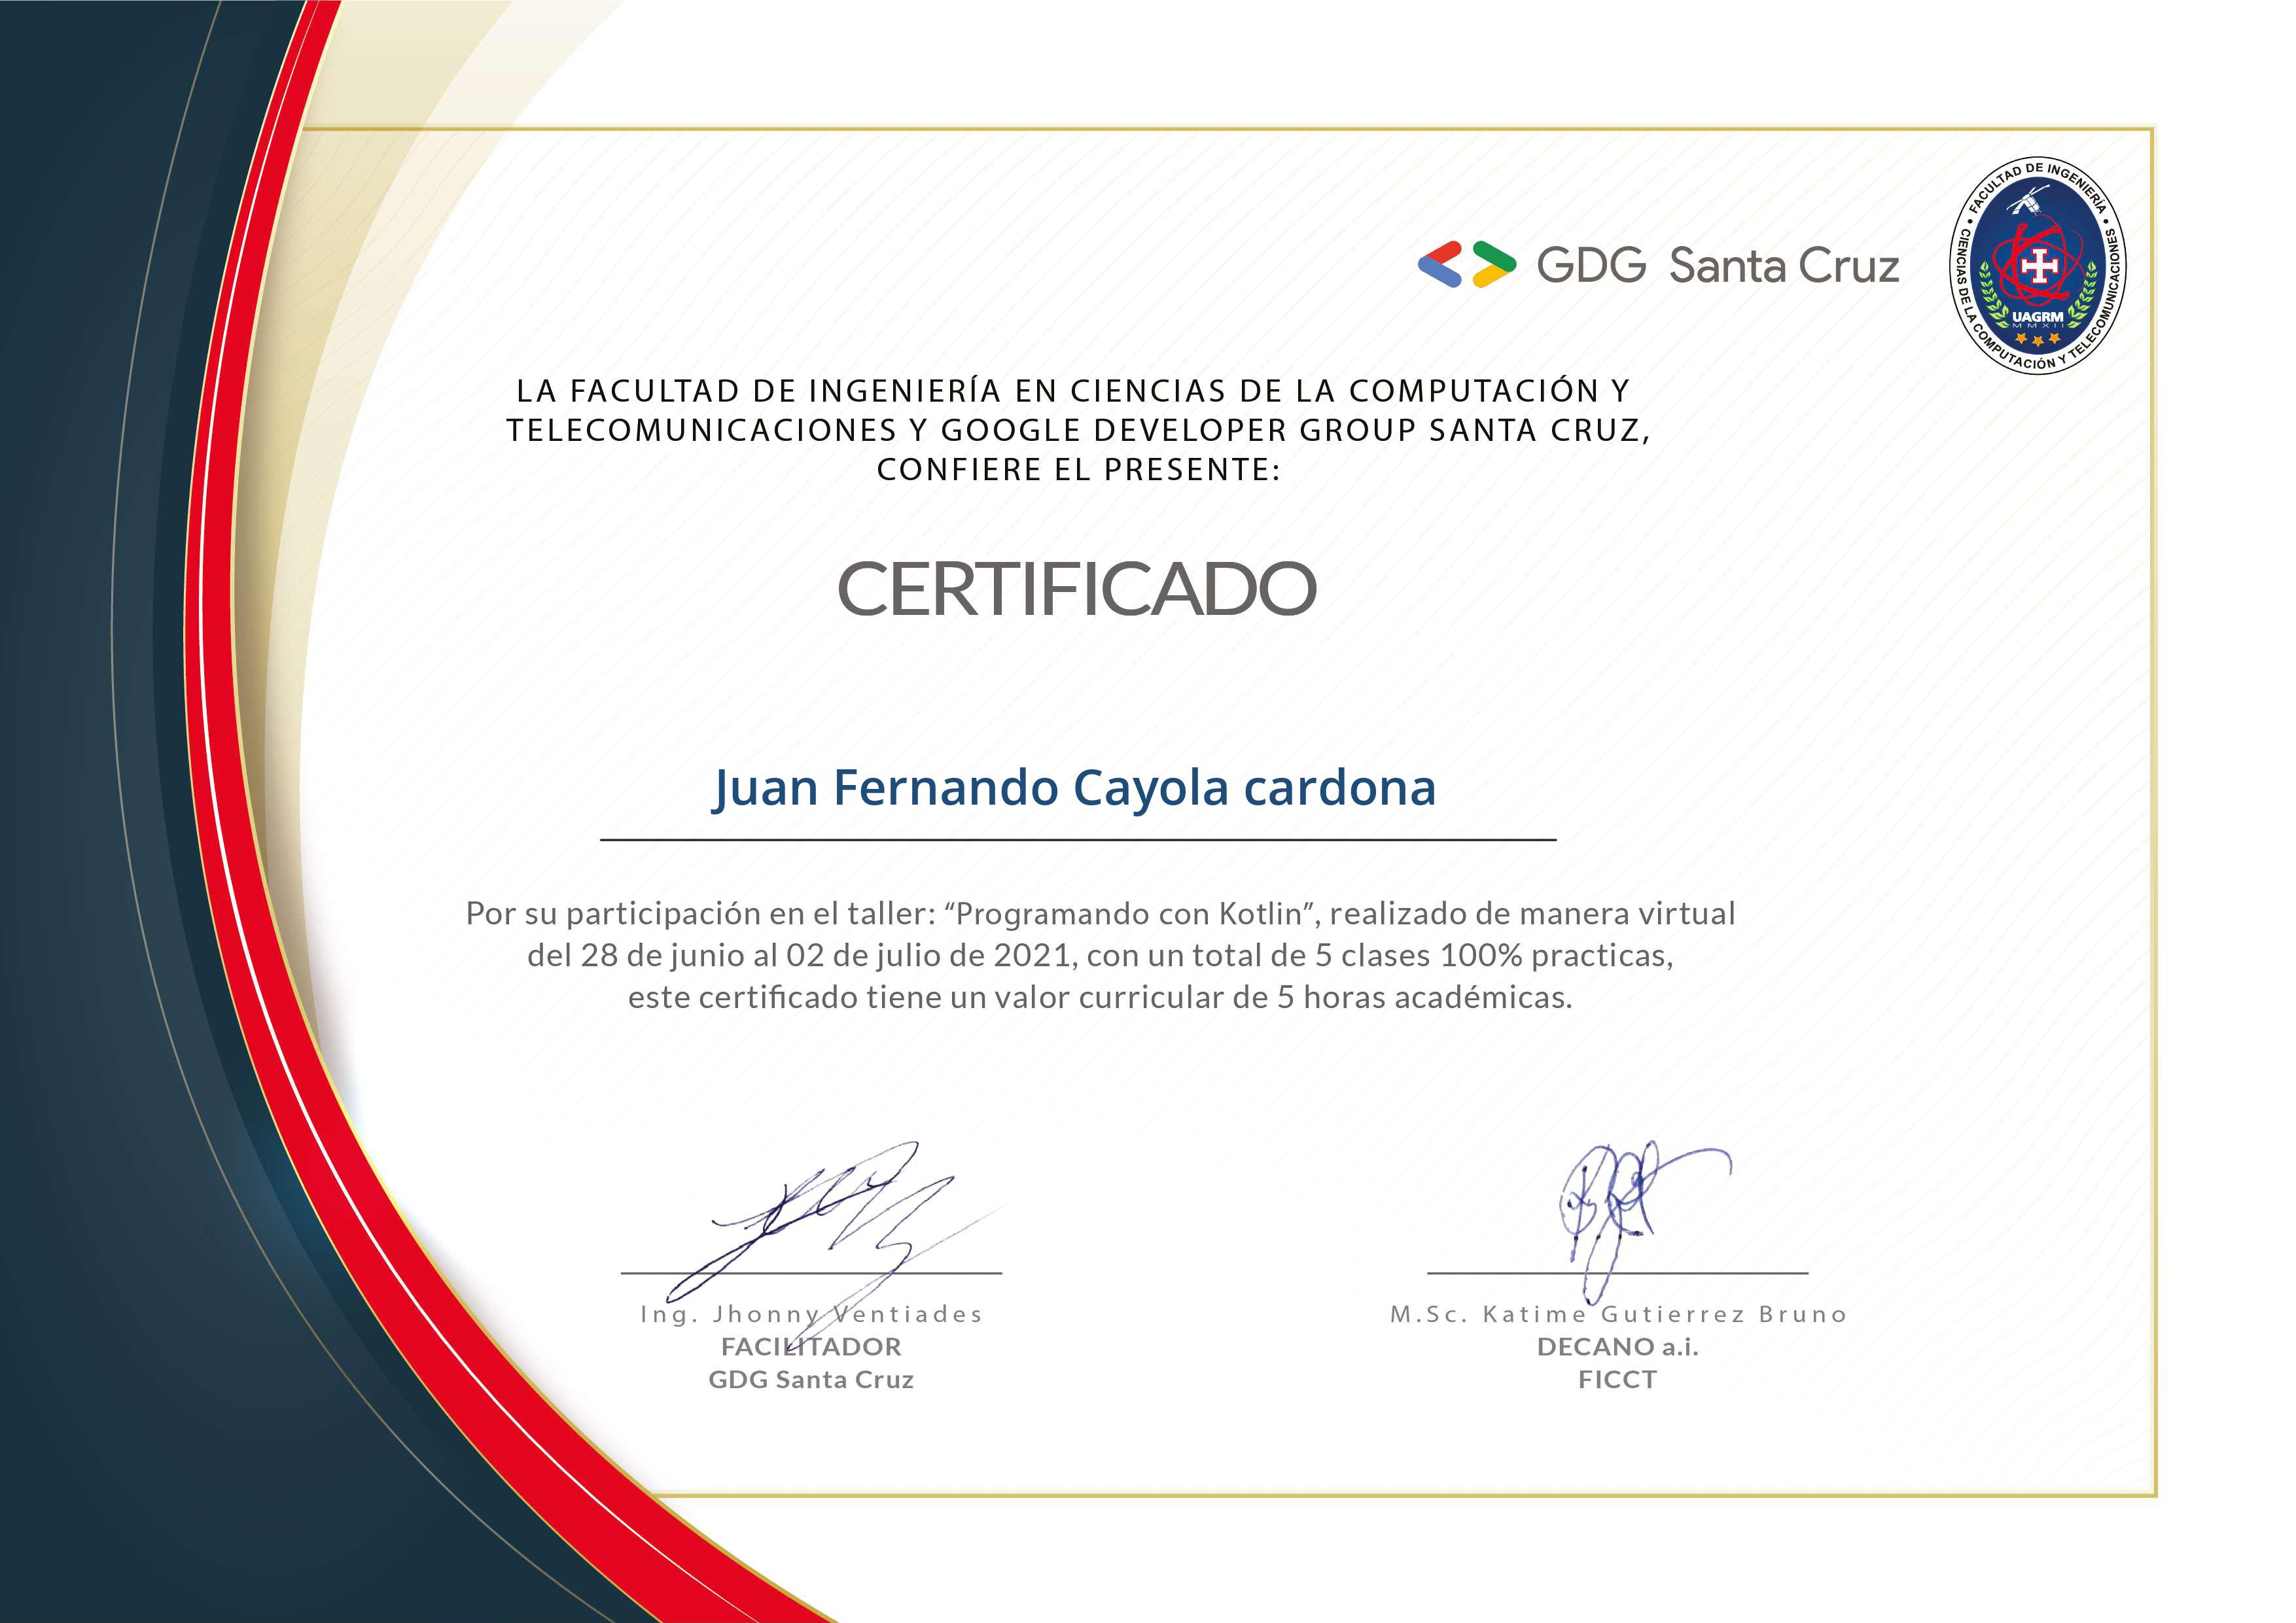 GDG Santa Cruz
FACULTAD DE INGENIERÍA
CIENCIAS DE LA COMPUTACIÓN Y TELECOMUNICACIONES
UAGRM
MMXII
LA FACULTAD DE INGENIERÍA EN CIENCIAS DE LA COMPUTACIÓN Y
TELECOMUNICACIONES Y GOOGLE DEVELOPER GROUP SANTA CRUZ,
CONFIERE EL PRESENTE:
CERTIFICADO
Juan Fernando Cayola cardona
Por su participación en el taller: “Programando con Kotlin”, realizado de manera virtual
del 28 de junio al 02 de julio de 2021, con un total de 5 clases 100% practicas,
este certificado tiene un valor curricular de 5 horas académicas.
Ing. Jhonny Ventiades
FACILITADOR
GDG Santa Cruz
M.Sc. Katime Gutierrez Bruno
DECANO a.i.
FICCT